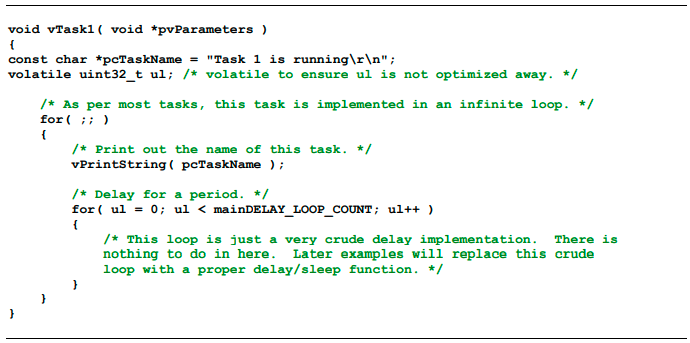 void vTask1( void *pvParameters )
{
const char *pcTaskName = "Task 1 is running\r\n";
volatile uint32_t ul; /* volatile to ensure ul is not optimized away. */
/* As per most tasks, this task is implemented in an infinite loop. */
for( ;; )
{
/* Print out the name of this task. */
vPrintString( pcTaskName );
/* Delay for a period. */
for( ul = 0; ul < mainDELAY_LOOP_COUNT; ul++ )
{
/* This loop is just a very crude delay implementation.  There is
nothing to do in here.  Later examples will replace this crude
loop with a proper delay/sleep function. */
}
}
}